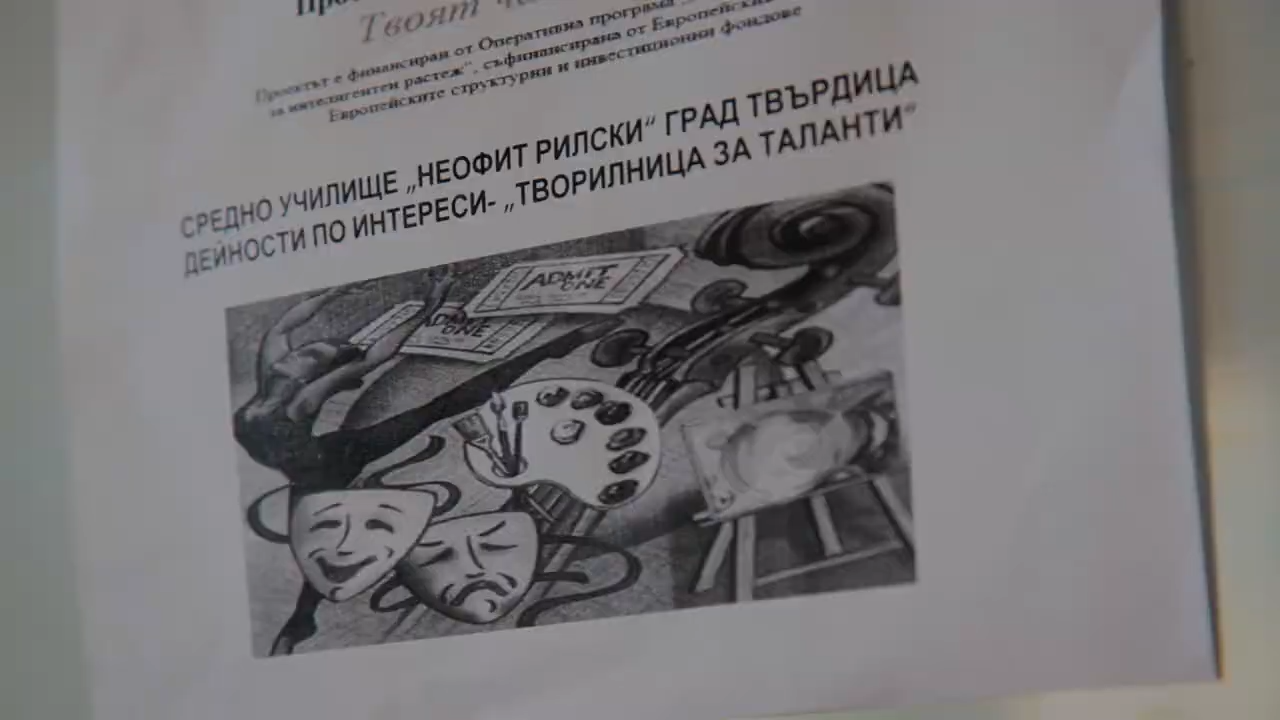 Твоят
Проектът е финансиран от Оперативна програма
за интелигентен растеж“, съфинансирана от Европейския
Европейските структурни и инвестиционни фондове
СРЕДНО УЧИЛИЩЕ „НЕОФИТ РИЛСКИ“ ГРАД ТВЪРДИЦА
ДЕЙНОСТИ ПО ИНТЕРЕСИ- „ТВОРИЛНИЦА ЗА ТАЛАНТИ“
ADMIT
ONE
ADMIT
ONE